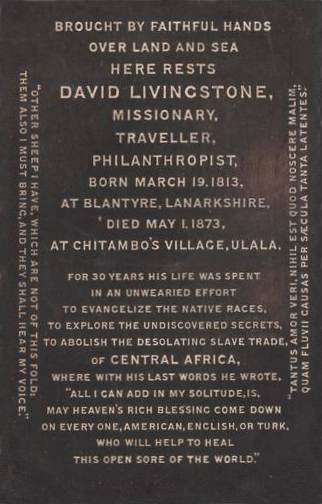 BROUGHT BY FAITHFUL HANDS
OVER LAND AND SEA
HERE RESTS
DAVID LIVINGSTONE,
MISSIONARY,
TRAVELLER,
PHILANTHROPIST,
BORN MARCH 19.1813,
AT BLANTYRE, LANARKSHIRE,
DIED MAY 1,1873,
AT CHITAMBO'S VILLAGE, ULALA.
FOR 30 YEARS HIS LIFE WAS SPENT
IN AN UNWEARIED EFFORT
TO EVANGELIZE THE NATIVE RACES,
TO EXPLORE THE UNDISCOVERED SECRETS,
TO ABOLISH THE DESOLATING SLAVE TRADE,
OF CENTRAL AFRICA,
WHERE WITH HIS LAST WORDS HE WROTE,
"ALL I CAN ADD IN MY SOLITUDE, IS,
MAY HEAVEN'S RICH BLESSING COME DOWN
ON EVERY ONE, AMERICAN, ENGLISH, OR TURK,
WHO WILL HELP TO HEAL
THIS OPEN SORE OF THE WORLD."
"OTHER SHEEP I HAVE, WHICH ARE NOT OF THIS FOLD;
THEM ALSO I MUST BRING, AND THEY SHALL HEAR MY VOICE."
"TANTUS AMOR VERI, NIHIL EST QUOD NOSCERE MALIM,
QUAM FLUVII CAUSAS PER SÆCULA TANTA LATENTES."